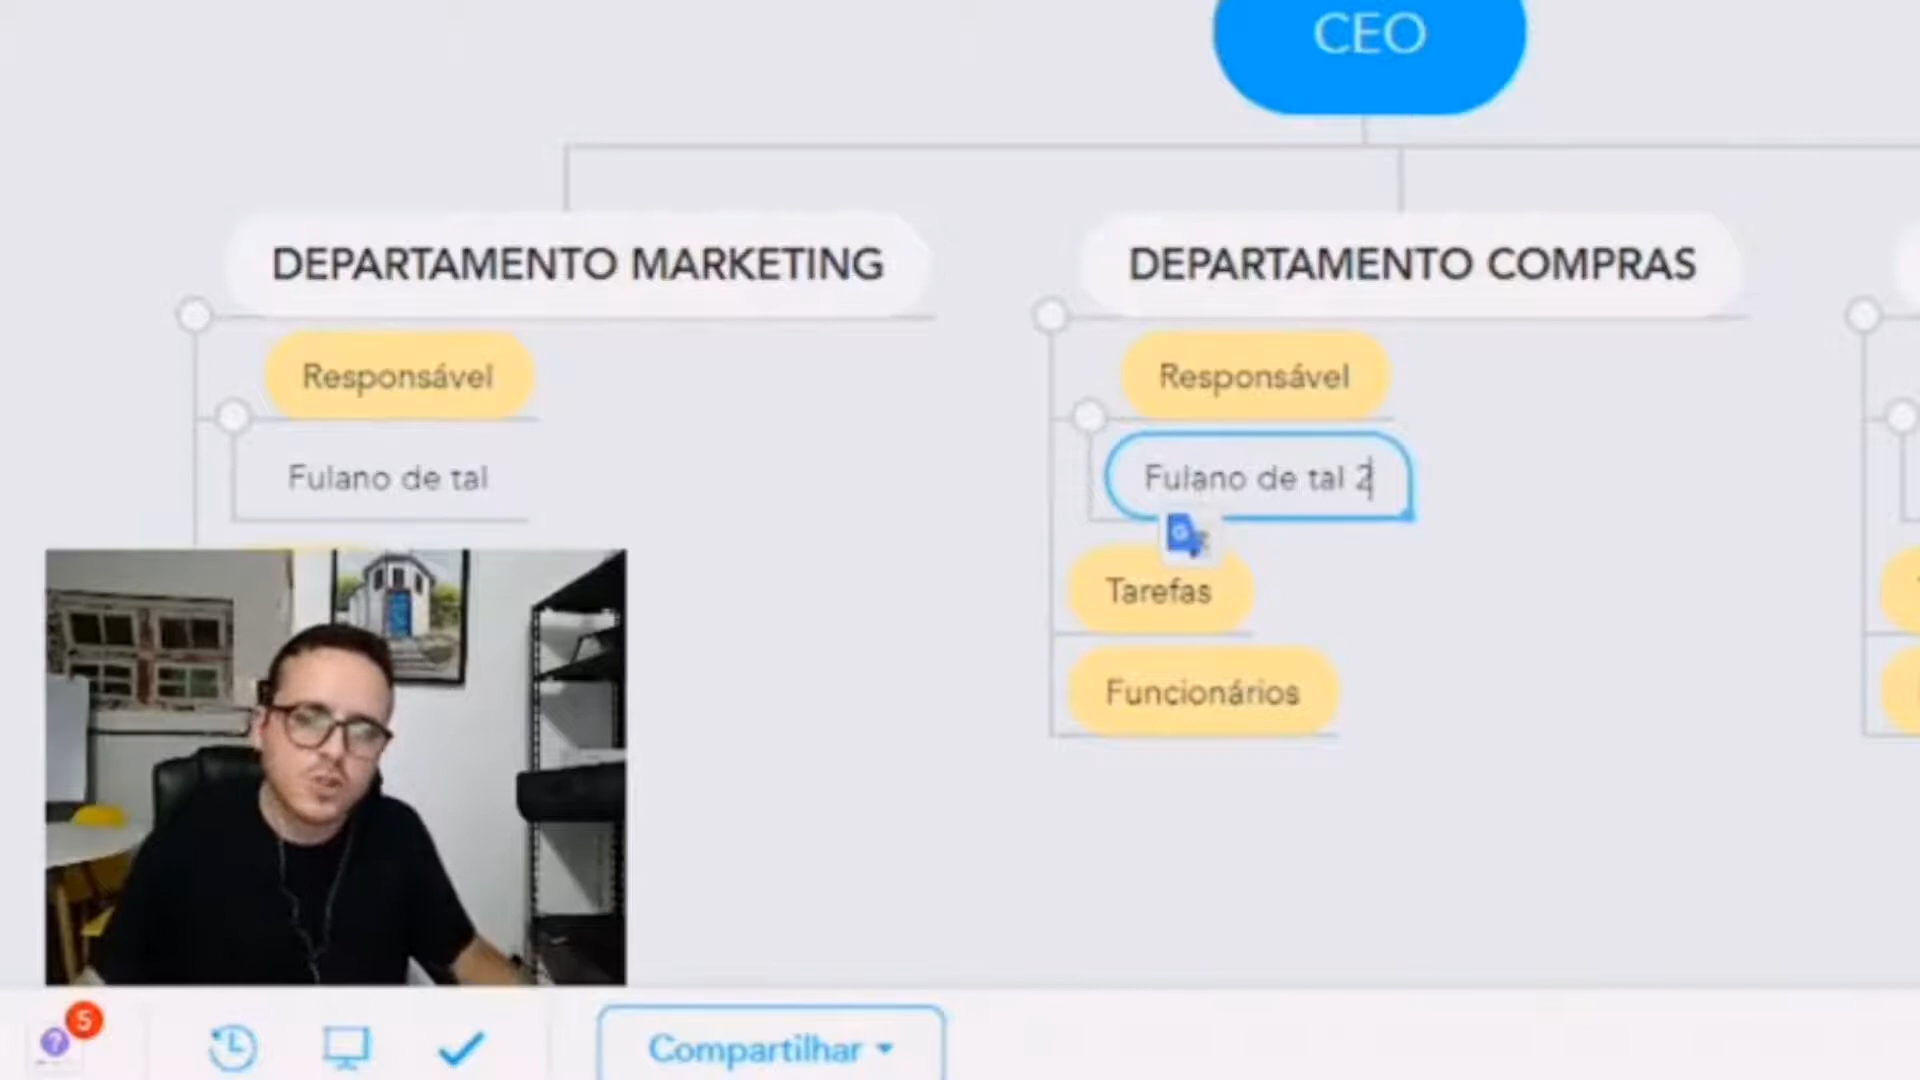 CEO
DEPARTAMENTO MARKETING
DEPARTAMENTO COMPRAS
Responsável
Responsável
Fulano de tal
Fulano de tal 2
Tarefas
Funcionários
5
?
Compartilhar